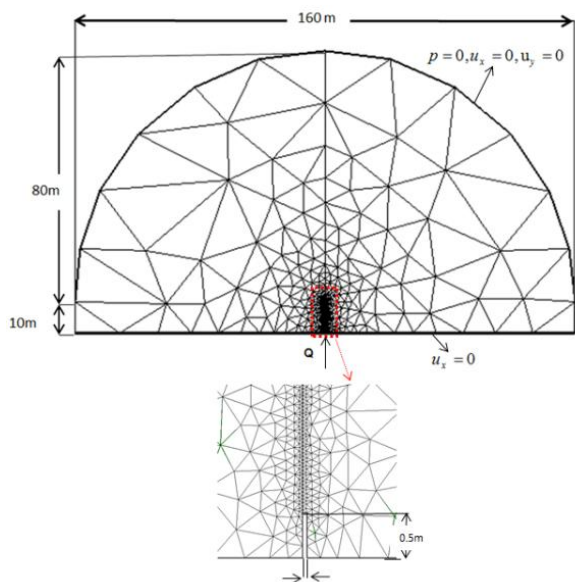 160 m
p = 0, u_x = 0, u_y = 0
80m
10m
Q
u_x = 0
0.5m